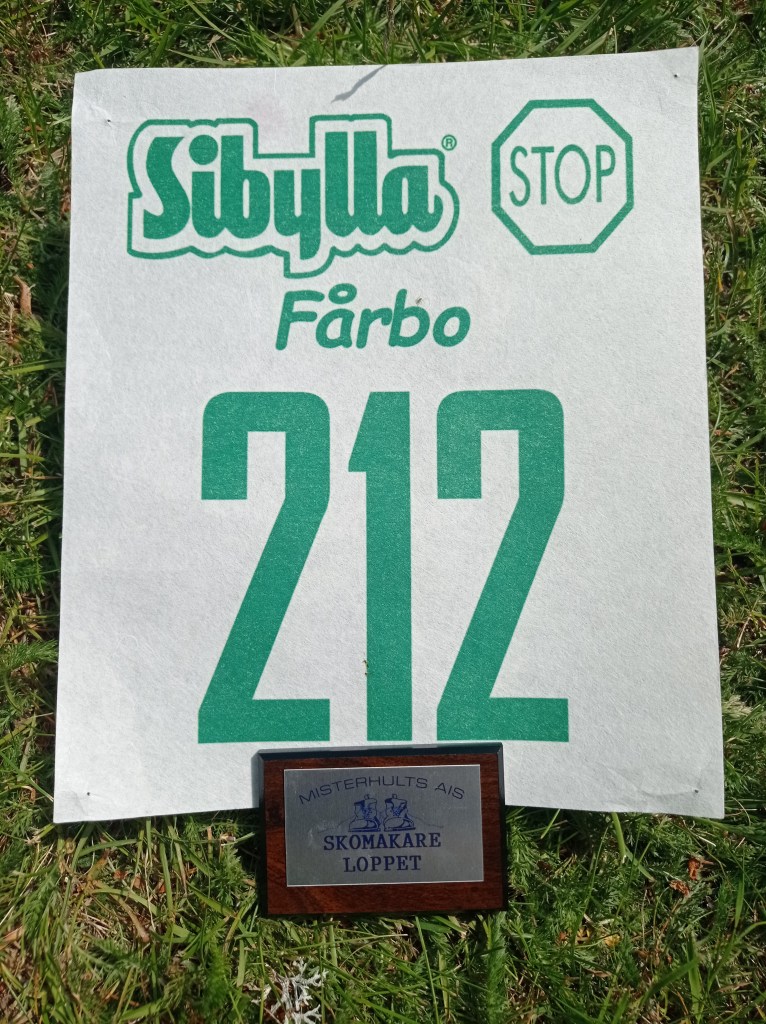 Sibylla®
STOP
Fårbo
212
MISTERHULTS AIS
SKOMAKARE
LOPPET